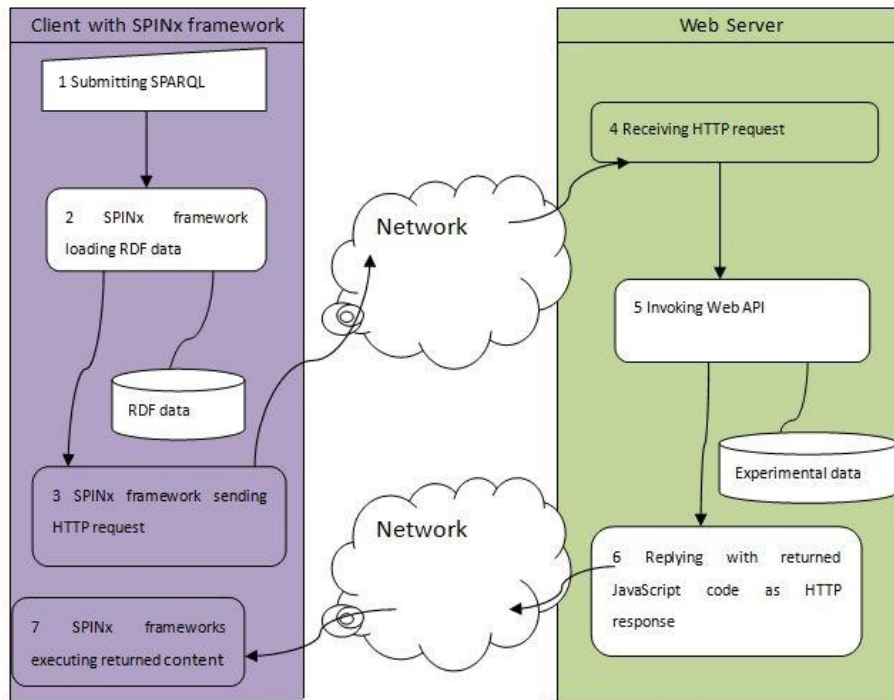 Client with SPINx framework
1 Submitting SPARQL
2 SPINx framework
loading RDF data
RDF data
3 SPINx framework sending
HTTP request
Network
Web Server
4 Receiving HTTP request
5 Invoking Web API
Experimental data
6 Replying with returned
JavaScript code as HTTP
response
Network
7 SPINx frameworks
executing returned content